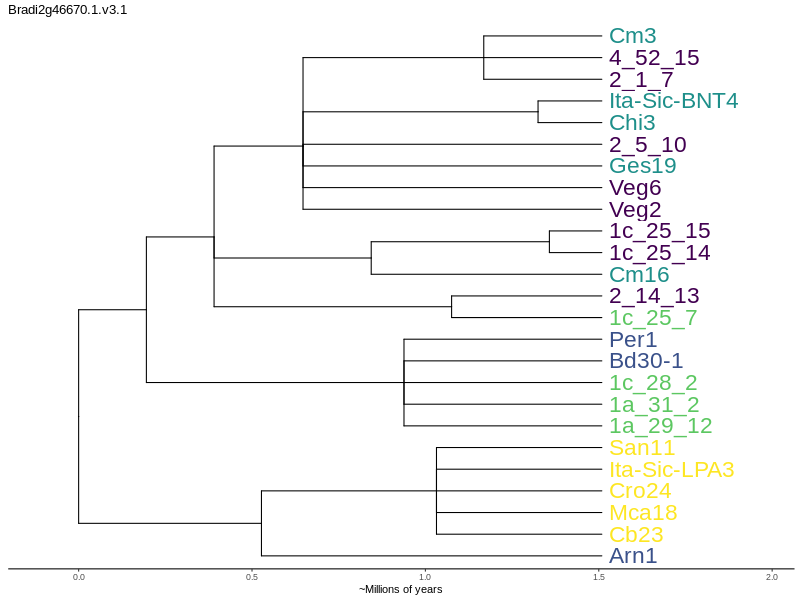 Bradi2g46670.1.v3.1
Cm3
4_52_15
2_1_7
Ita-Sic-BNT4
Chi3
2_5_10
Ges19
Veg6
Veg2
1c_25_15
1c_25_14
Cm16
2_14_13
1c_25_7
Per1
Bd30-1
1c_28_2
1a_31_2
1a_29_12
San11
Ita-Sic-LPA3
Cro24
Mca18
Cb23
Arn1
0.0 0.5 1.0 1.5 2.0
~Millions of years